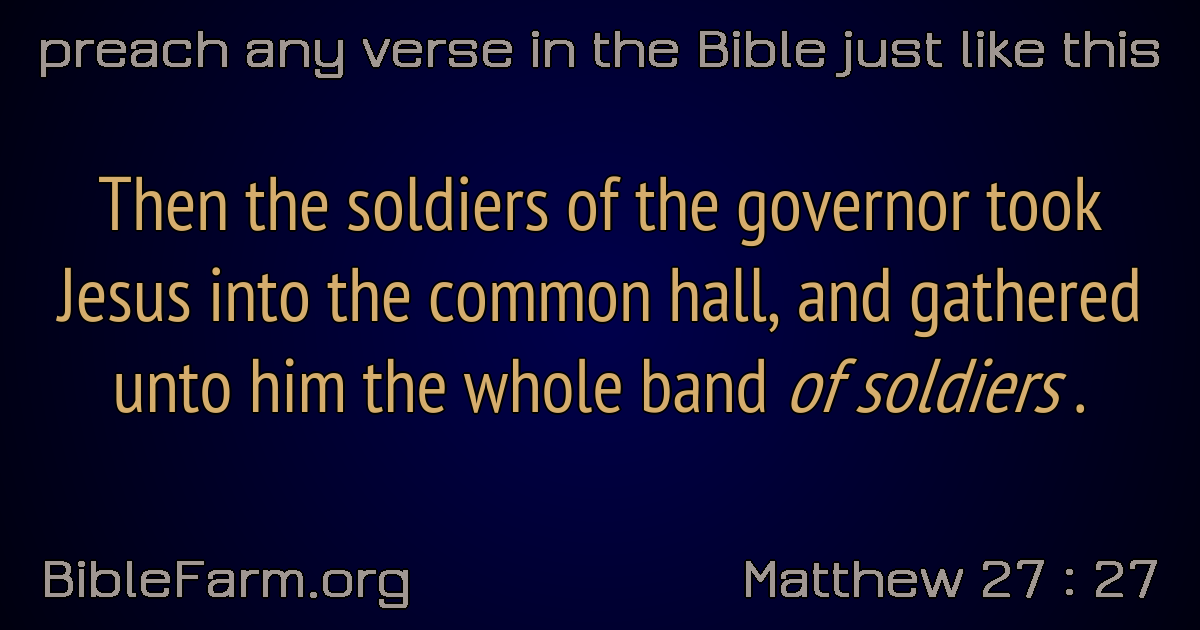 preach any verse in the Bible just like this
Then the soldiers of the governor took
Jesus into the common hall, and gathered
unto him the whole band of soldiers .
BibleFarm.org
Matthew 27 : 27